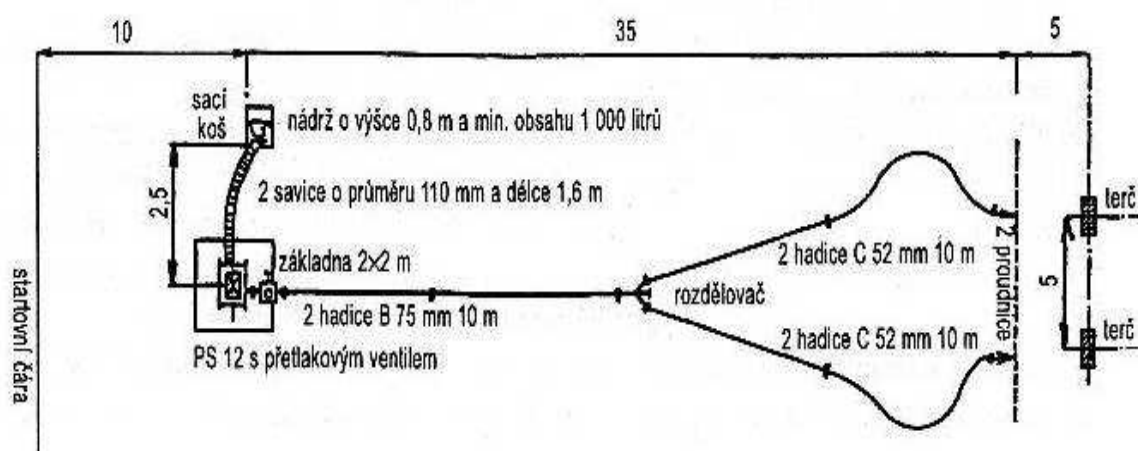 10
35
5
sací
koš
nádrž o výšce 0,8 m a min. obsahu 1 000 litrů
2,5
2 savice o průměru 110 mm a délce 1,6 m
terč
základna 2×2 m
2 hadice C 52 mm 10 m
2 proudnice
5
startovní čára
rozdělovač
2 hadice B 75 mm 10 m
2 hadice C 52 mm 10 m
terč
PS 12 s přetlakovým ventilem